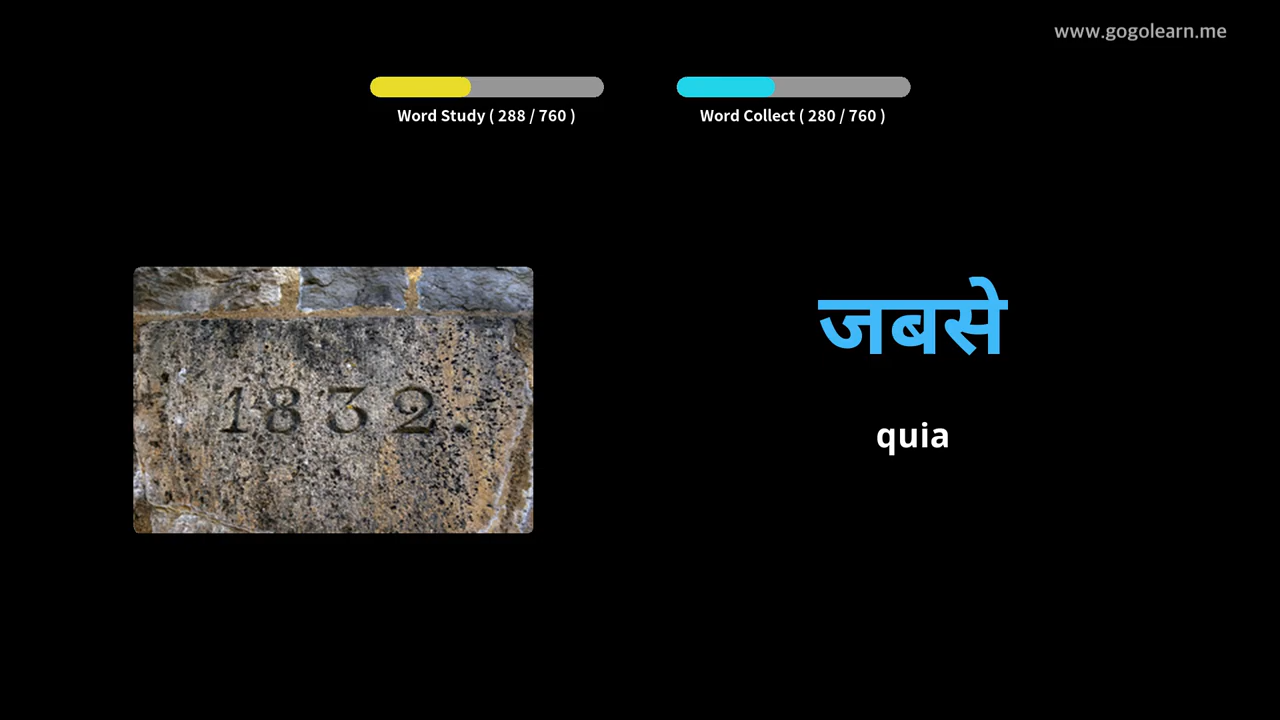 www.gogolearn.me
Word Study ( 288 / 760 )
Word Collect ( 280 / 760 )
जबसे
1832.
quia